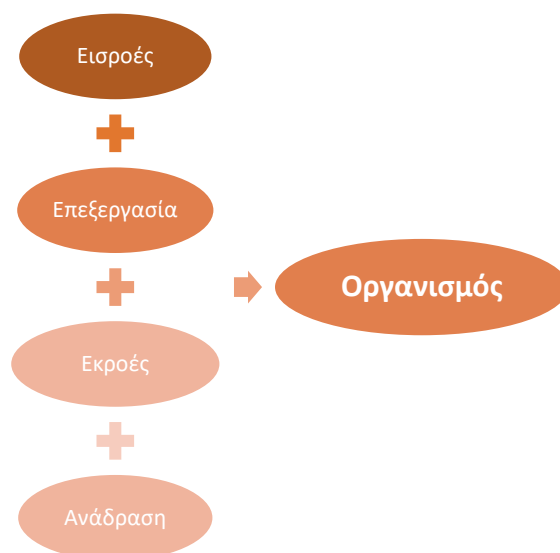 Εισροές
Επεξεργασία
Οργανισμός
Εκροές
Ανάδραση